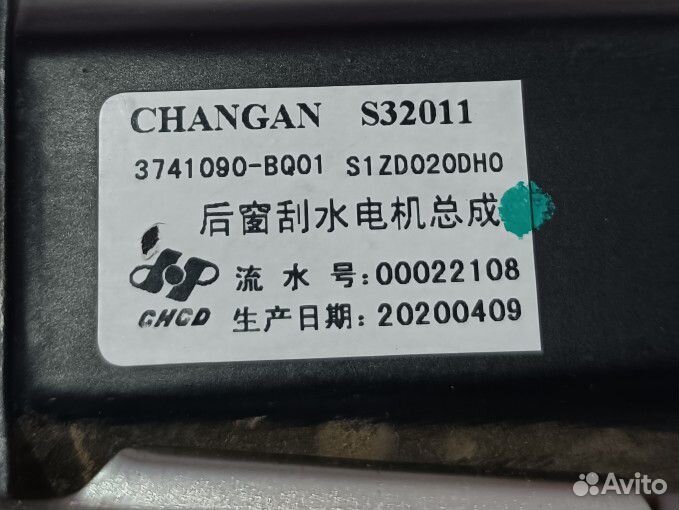 CHANGAN S32011
3741090-BQ01 S1ZD020DH0
后窗刮水电机总成
流水号:00022108
GHCD 生产日期:20200409
Avito